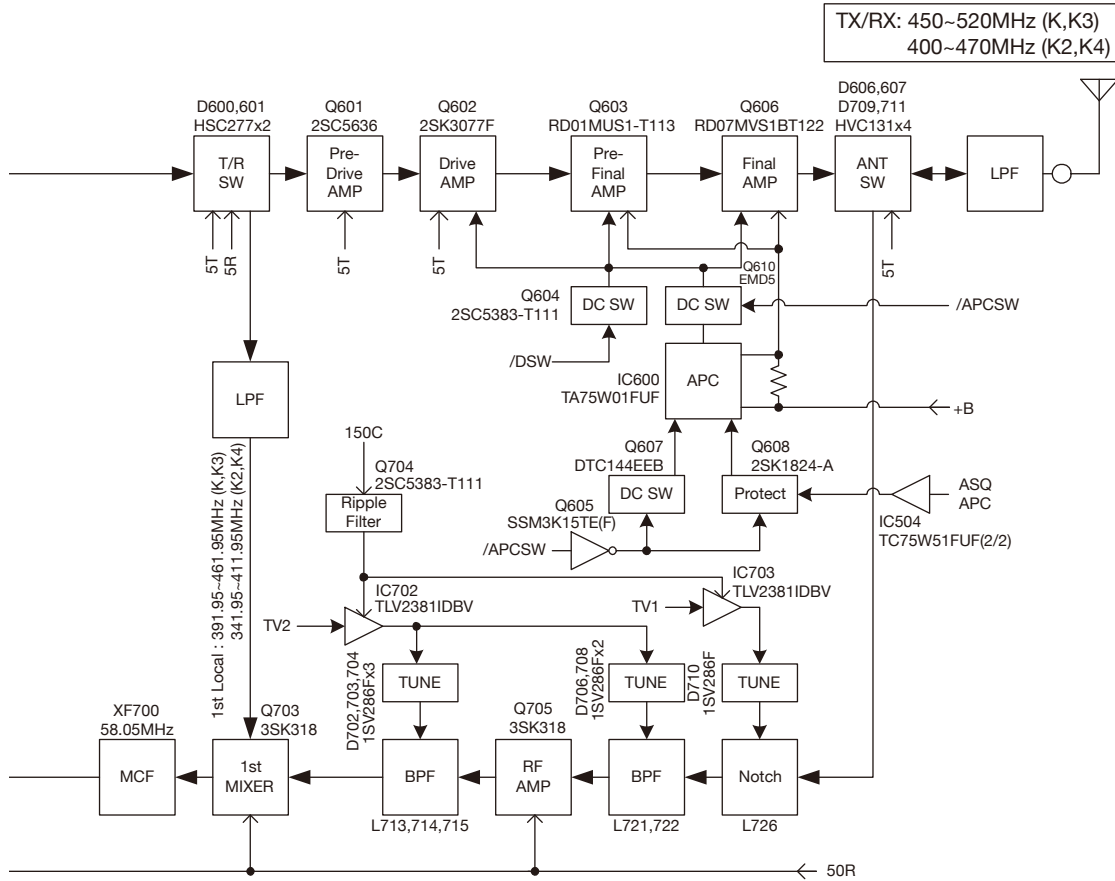 TX/RX: 450~520MHz (K,K3)
400~470MHz (K2,K4)
D600,601
HSC277x2
T/R
SW
Q601
2SC5636
Pre-
Drive
AMP
Q602
2SK3077F
Drive
AMP
Q603
RD01MUS1-T113
Pre-
Final
AMP
Q606
RD07MVS1BT122
Final
AMP
D606,607
D709,711
HVC131x4
ANT
SW
LPF
5T
5R
5T
5T
5T
Q604
2SC5383-T111
DC SW
/DSW
Q610
EMD5
DC SW
/APCSW
IC600
TA75W01FUF
APC
+B
LPF
1st Local : 391.95~461.95MHz (K,K3)
341.95~411.95MHz (K2,K4)
150C
Q704
2SC5383-T111
Ripple
Filter
Q607
DTC144EEB
DC SW
Q608
2SK1824-A
Protect
ASQ
APC
IC504
TC75W51FUF(2/2)
Q605
SSM3K15TE(F)
/APCSW
IC702
TLV2381IDBV
TV2
IC703
TLV2381IDBV
TV1
D702,703,704
1SV286Fx3
TUNE
D706,708
1SV286Fx2
TUNE
D710
1SV286F
TUNE
XF700
58.05MHz
MCF
Q703
3SK318
1st
MIXER
BPF
L713,714,715
Q705
3SK318
RF
AMP
BPF
L721,722
Notch
L726
50R